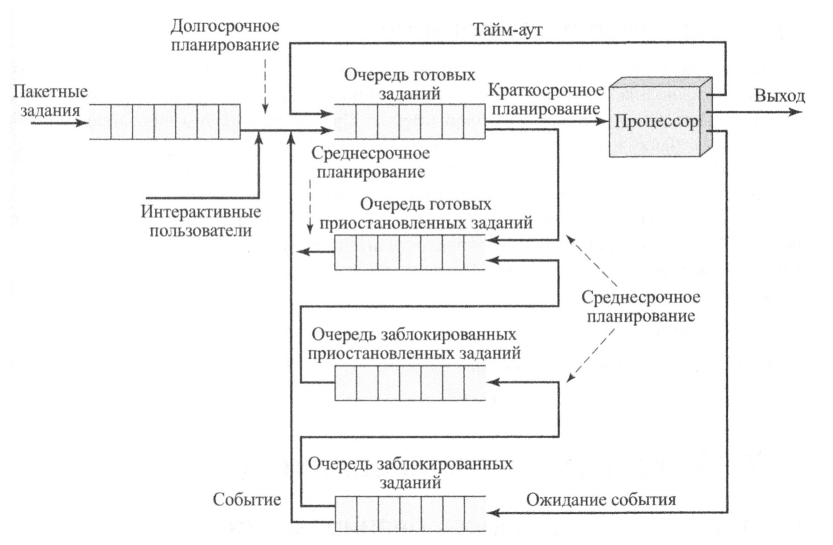 Долгосрочное
планирование
Тайм-аут
Пакетные
задания
Очередь готовых
заданий
Краткосрочное
планирование
Процессор
Выход
Среднесрочное
планирование
Интерактивные
пользователи
Очередь готовых
приостановленных заданий
Среднесрочное
планирование
Очередь заблокированных
приостановленных заданий
Очередь заблокированных
заданий
Событие
Ожидание события